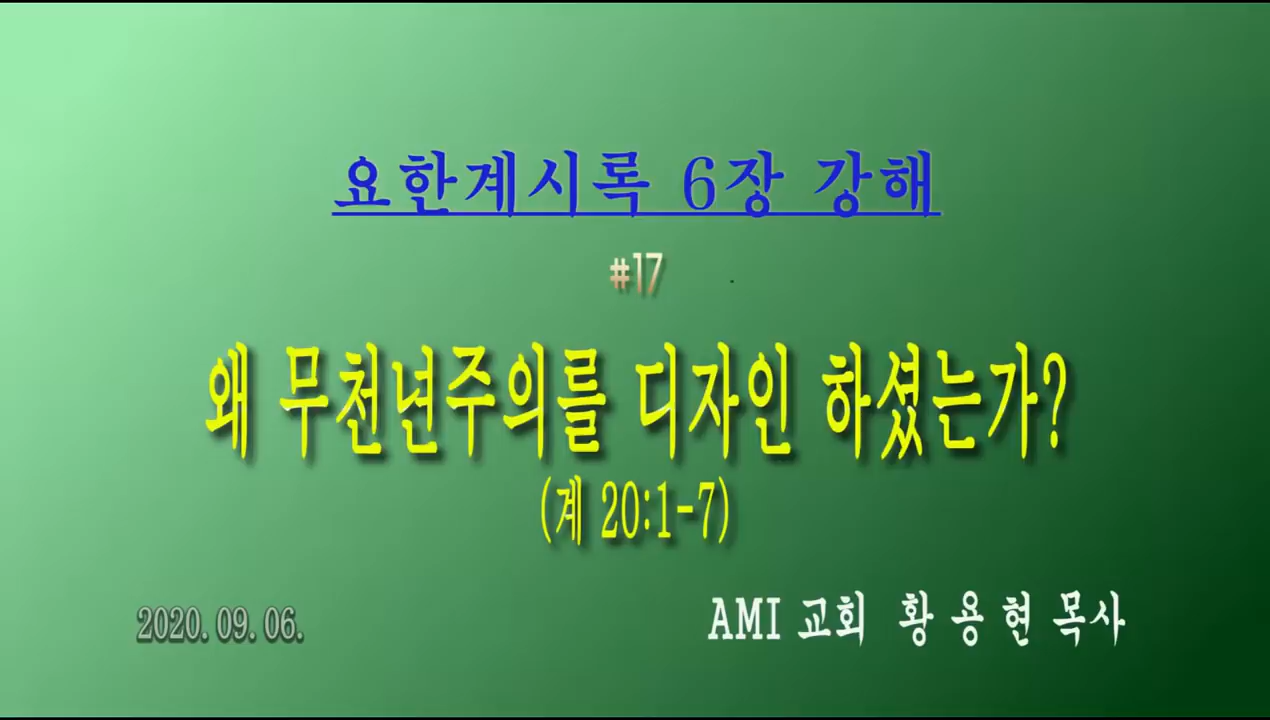 요한계시록 6장 강해
#17
왜 무천년주의를 디자인 하셨는가?
(계 20:1-7)
2020. 09. 06.
AMI 교회 황 용 현 목사